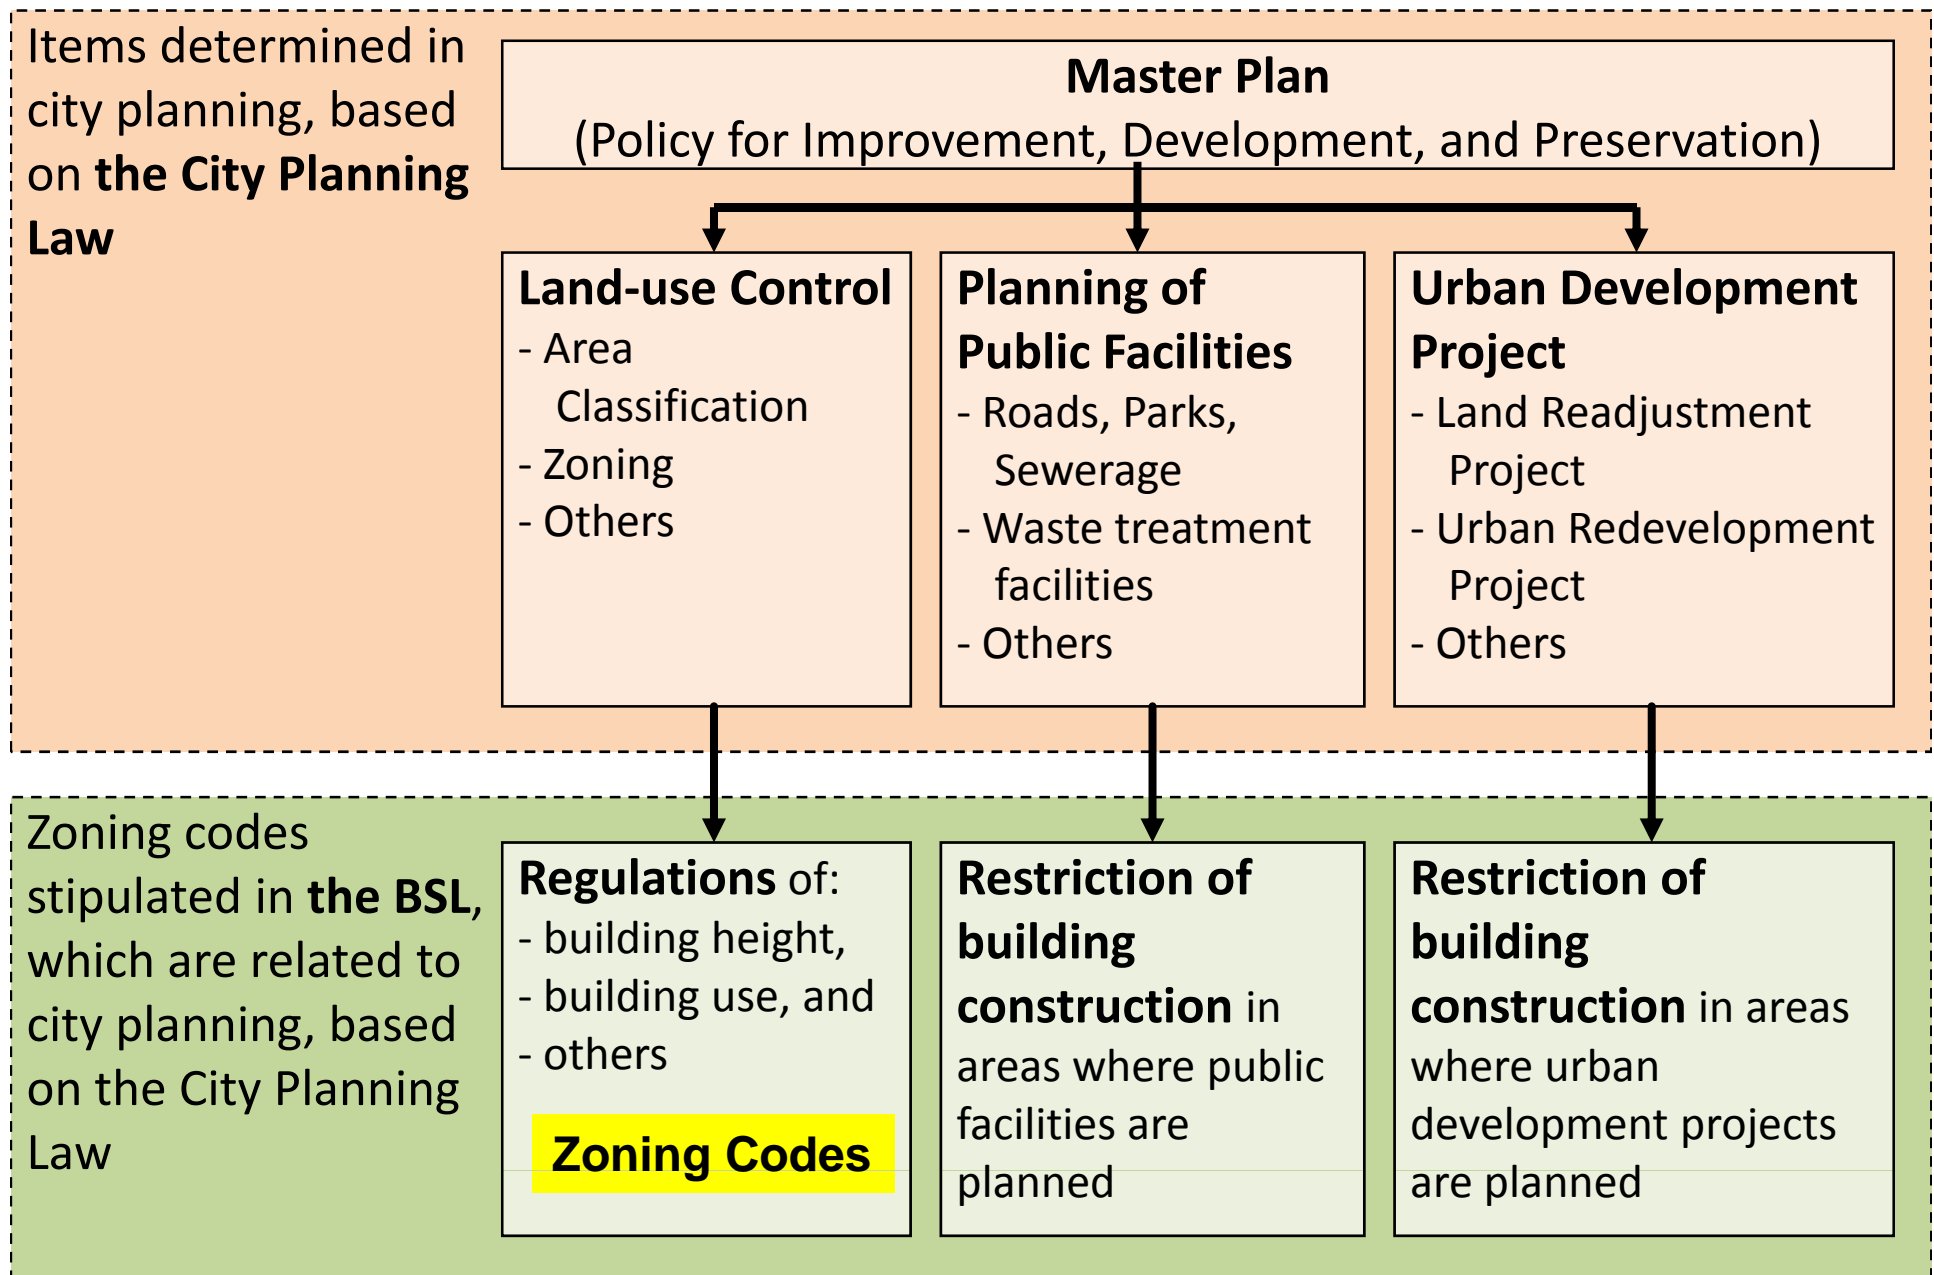 Items determined in
city planning, based
on the City Planning
Law
Master Plan
(Policy for Improvement, Development, and Preservation)
Land-use Control
- Area
Classification
- Zoning
- Others
Planning of
Public Facilities
- Roads, Parks,
Sewerage
- Waste treatment
facilities
- Others
Urban Development
Project
- Land Readjustment
Project
- Urban Redevelopment
Project
- Others
Zoning codes
stipulated in the BSL,
which are related to
city planning, based
on the City Planning
Law
Regulations of:
- building height,
- building use, and
- others
Zoning Codes
Restriction of
building
construction in
areas where public
facilities are
planned
Restriction of
building
construction in areas
where urban
development projects
are planned